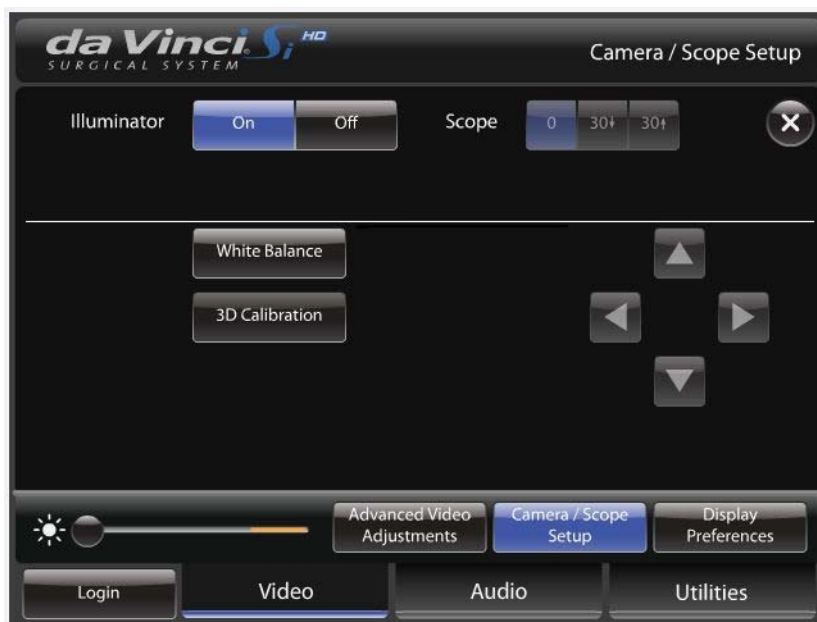 da Vinci. Si HD
SURGICAL SYSTEM
Camera / Scope Setup
Illuminator On Off Scope 0 30 30
White Balance
3D Calibration
Advanced Video
Adjustments
Camera / Scope
Setup
Display
Preferences
Login Video Audio Utilities